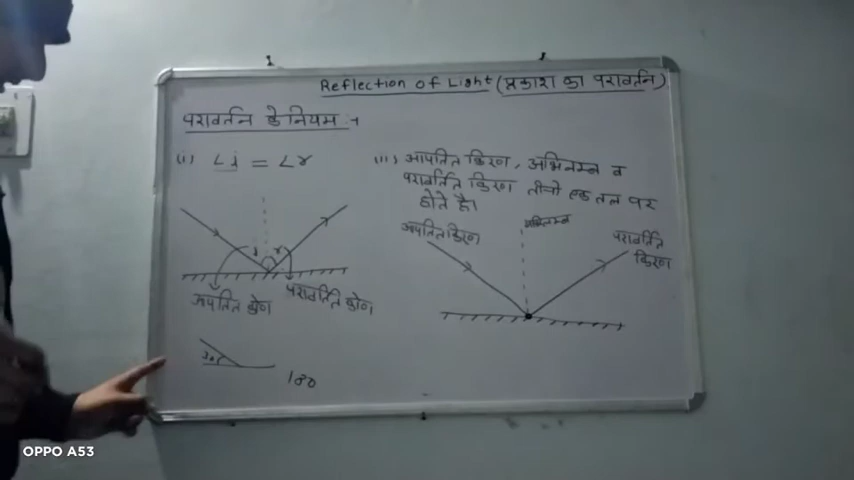 Reflection of Light (प्रकाश का परावर्तन)
परावर्तन के नियम :-
(i) ∠i = ∠r
(ii) आपतित किरण, अभिलम्ब व
परावर्तित किरण तीनो एक तल पर
होते है।
i r
आपतित कोण
परावर्तित कोण
आपतित किरण
अभिलम्ब
परावर्तित
किरण
180
OPPO A53